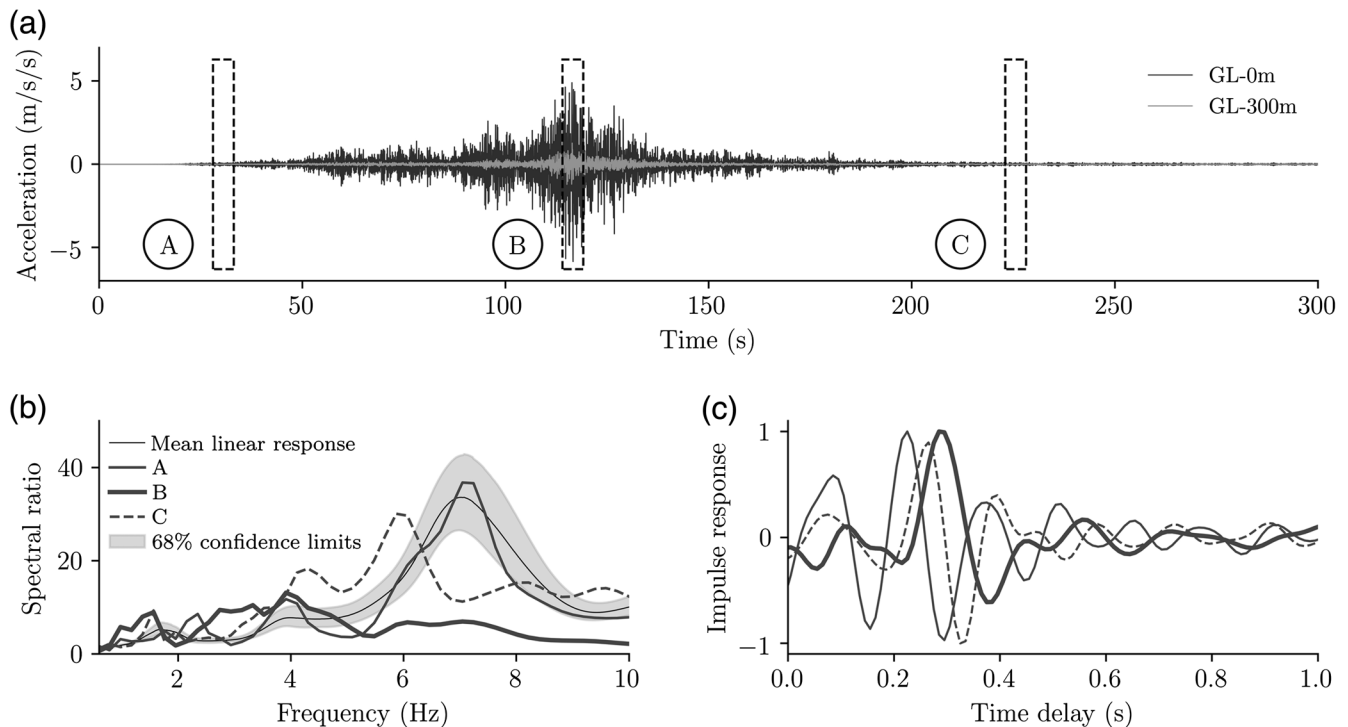 (a)
Acceleration (m/s/s)
5
0
−5
GL-0m
GL-300m
A
B
C
0 50 100 150 200 250 300
Time (s)
(b)
Spectral ratio
40
20
0
Mean linear response
A
B
C
68% confidence limits
2 4 6 8 10
Frequency (Hz)
(c)
Impulse response
1
0
−1
0.0 0.2 0.4 0.6 0.8 1.0
Time delay (s)